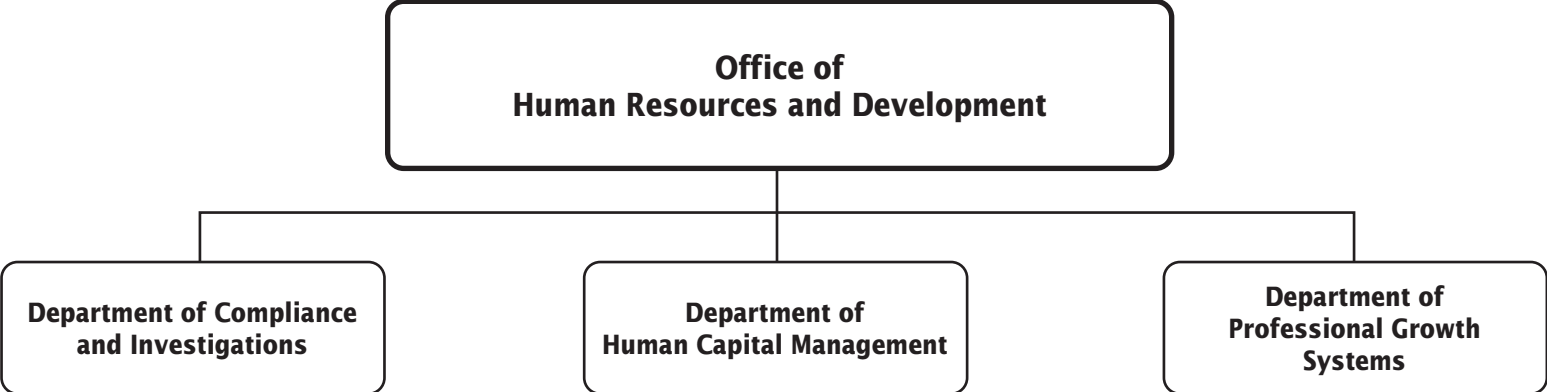 Office of
Human Resources and Development
Department of Compliance
and Investigations
Department of
Human Capital Management
Department of
Professional Growth
Systems